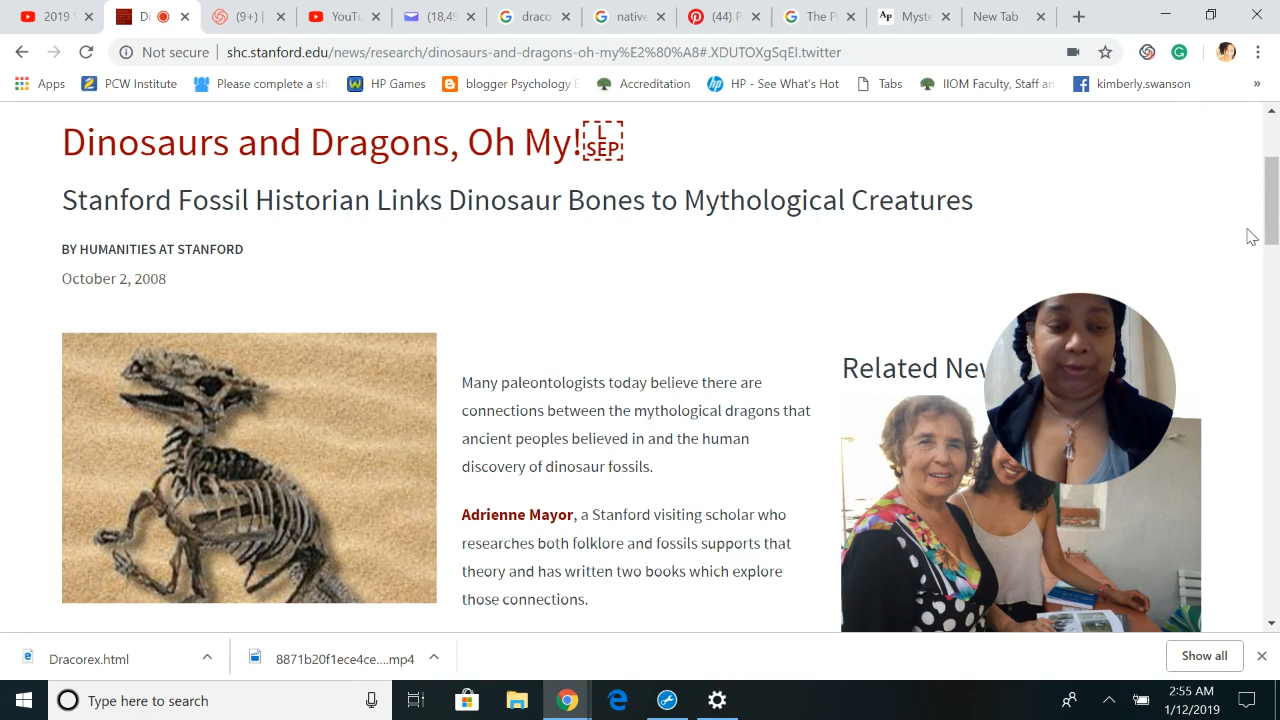 2019
Di
(9+)
YouTu
(18,49
draco
native
(44) P
The P
Myste
New Tab
Not secure
shc.stanford.edu/news/research/dinosaurs-and-dragons-oh-my%E2%80%A8#.XDUTOXgSqEI.twitter
Apps
PCW Institute
Please complete a sh
HP Games
blogger Psychology E
Accreditation
HP - See What's Hot
Tabs
IIOM Faculty, Staff an
kimberly.swanson
»
Dinosaurs and Dragons, Oh My!
L
SEP
Stanford Fossil Historian Links Dinosaur Bones to Mythological Creatures
BY HUMANITIES AT STANFORD
October 2, 2008
Many paleontologists today believe there are
connections between the mythological dragons that
ancient peoples believed in and the human
discovery of dinosaur fossils.
Adrienne Mayor, a Stanford visiting scholar who
researches both folklore and fossils supports that
theory and has written two books which explore
those connections.
Related New
Dracorex.html
8871b20f1ece4ce....mp4
Show all
Type here to search
2:55 AM
1/12/2019